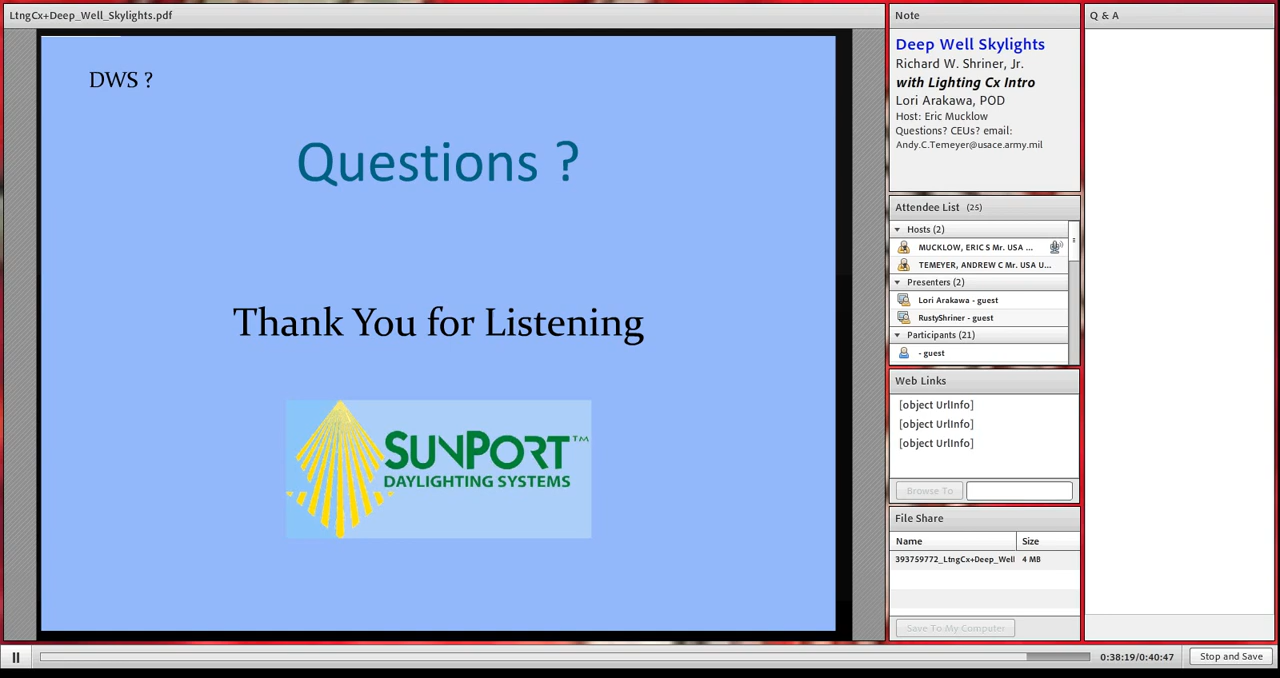 LtngCx+Deep_Well_Skylights.pdf
DWS ?
Questions ?
Thank You for Listening
SUNPORT™
DAYLIGHTING SYSTEMS
Note
Deep Well Skylights
Richard W. Shriner, Jr.
with Lighting Cx Intro
Lori Arakawa, POD
Host: Eric Mucklow
Questions? CEUs? email:
Andy.C.Temeyer@usace.army.mil
Attendee List (25)
Hosts (2)
MUCKLOW, ERIC S Mr. USA ...
TEMEYER, ANDREW C Mr. USA U...
Presenters (2)
Lori Arakawa - guest
RustyShriner - guest
Participants (21)
- guest
Web Links
[object UrlInfo]
[object UrlInfo]
[object UrlInfo]
Browse To
File Share
Name Size
393759772_LtngCx+Deep_Well 4 MB
Save To My Computer
Q & A
0:38:19/0:40:47
Stop and Save